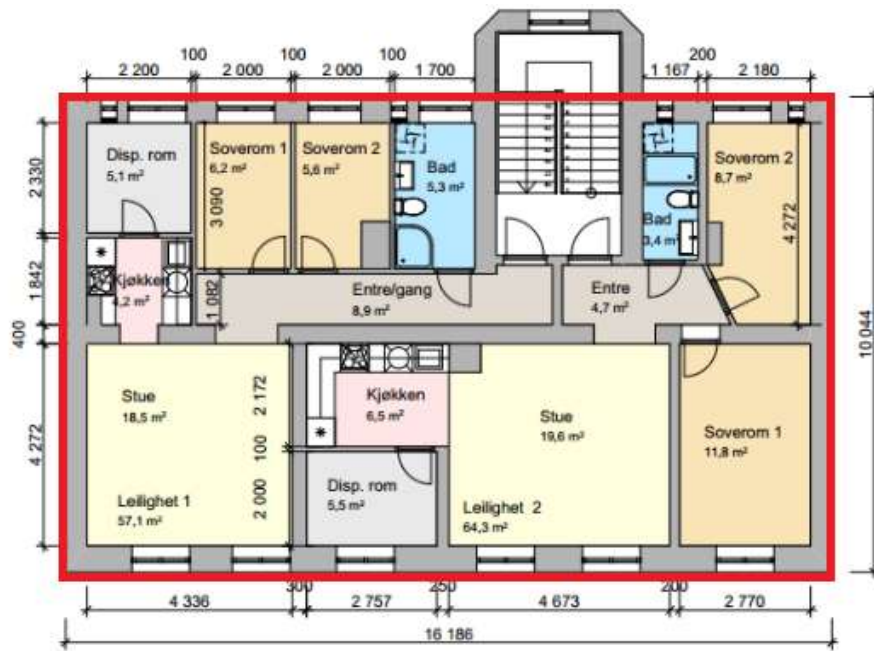 100 100 100 200
2 200 2 000 2 000 1 700 1 167 2 180
Disp. rom
5,1 m²
Soverom 1
6,2 m²
Soverom 2
5,6 m²
Bad
5,3 m²
Soverom 2
8,7 m²
Bad
3,4 m²
2 330
3 090
4 272
1 842
Kjøkken
4,2 m²
1 082
Entre/gang
8,9 m²
Entre
4,7 m²
400
10 044
Stue
18,5 m²
2 172
Kjøkken
6,5 m²
Stue
19,6 m²
Soverom 1
11,8 m²
4 272
100
2 000
Disp. rom
5,5 m²
Leilighet 1
57,1 m²
Leilighet 2
64,3 m²
300 250 200
4 336 2 757 4 673 2 770
16 186